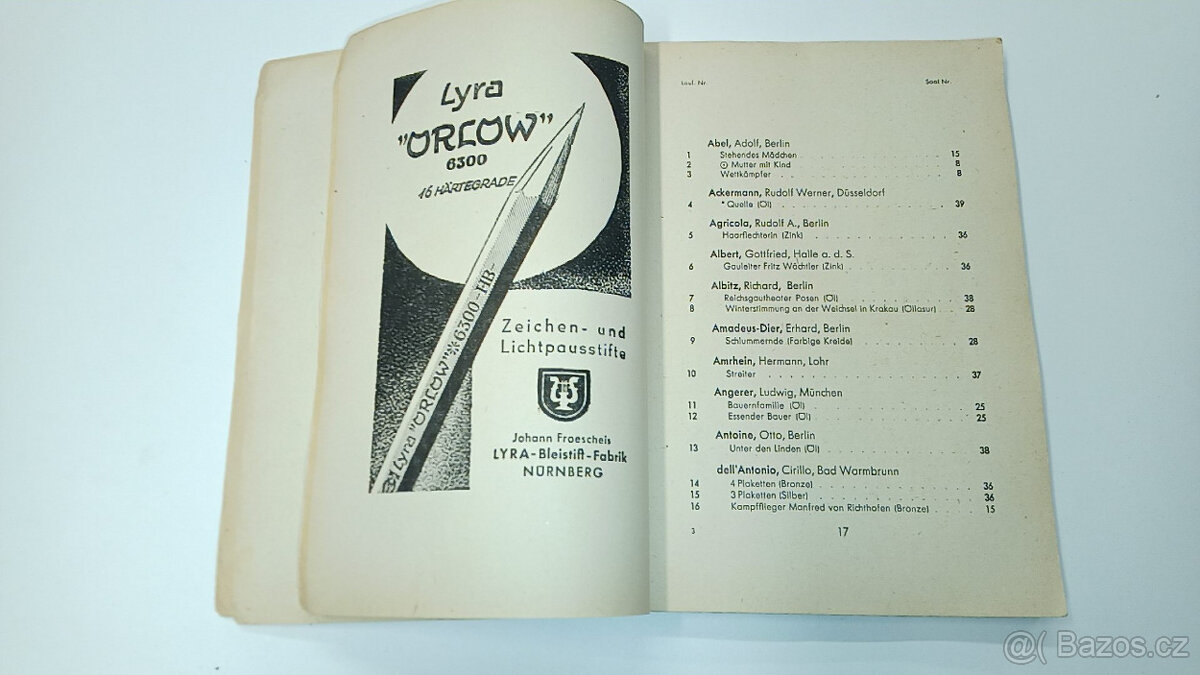 Lyra
"ORLOW"
6300
16 HÄRTEGRADE
Lyra "ORLOW" 6300-HB-
Zeichen- und
Lichtpausstifte
Johann Froescheis
LYRA-Bleistift-Fabrik
NÜRNBERG
Lauf. Nr. Saal Nr.
Abel, Adolf, Berlin
1 Stehendes Mädchen 15
2 ⊙ Mutter mit Kind 8
3 Wettkämpfer 8
Ackermann, Rudolf Werner, Düsseldorf
4 * Quelle (Öl) 39
Agricola, Rudolf A., Berlin
5 Haarflechterin (Zink) 36
Albert, Gottfried, Halle a. d. S.
6 Gauleiter Fritz Wächtler (Zink) 36
Albitz, Richard, Berlin
7 Reichsgautheater Posen (Öl) 38
8 Winterstimmung an der Weichsel in Krakau (Öllasur) 28
Amadeus-Dier, Erhard, Berlin
9 Schlummernde (Farbige Kreide) 28
Amrhein, Hermann, Lohr
10 Streiter 37
Angerer, Ludwig, München
11 Bauernfamilie (Öl) 25
12 Essender Bauer (Öl) 25
Antoine, Otto, Berlin
13 Unter den Linden (Öl) 38
dell'Antonio, Cirillo, Bad Warmbrunn
14 4 Plaketten (Bronze) 36
15 3 Plaketten (Silber) 36
16 Kampfflieger Manfred von Richthofen (Bronze) 15
3 17
Bazos.cz